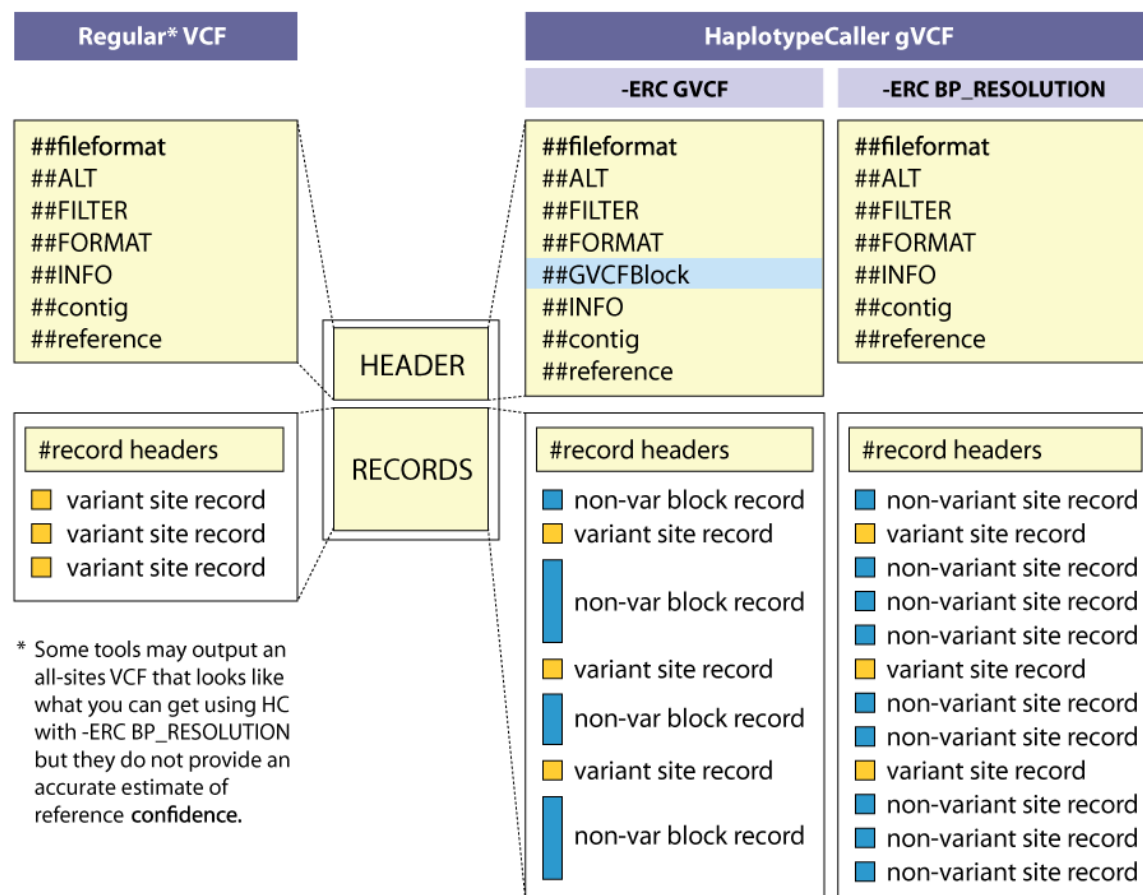 Regular* VCF
##fileformat
##ALT
##FILTER
##FORMAT
##INFO
##contig
##reference
#record headers
variant site record
variant site record
variant site record
* Some tools may output an
all-sites VCF that looks like
what you can get using HC
with -ERC BP_RESOLUTION
but they do not provide an
accurate estimate of
reference confidence.
HEADER
RECORDS
HaplotypeCaller gVCF
-ERC GVCF
##fileformat
##ALT
##FILTER
##FORMAT
##GVCFBlock
##INFO
##contig
##reference
#record headers
non-var block record
variant site record
non-var block record
variant site record
non-var block record
variant site record
non-var block record
-ERC BP_RESOLUTION
##fileformat
##ALT
##FILTER
##FORMAT
##INFO
##contig
##reference
#record headers
non-variant site record
variant site record
non-variant site record
non-variant site record
non-variant site record
variant site record
non-variant site record
non-variant site record
variant site record
non-variant site record
non-variant site record
non-variant site record